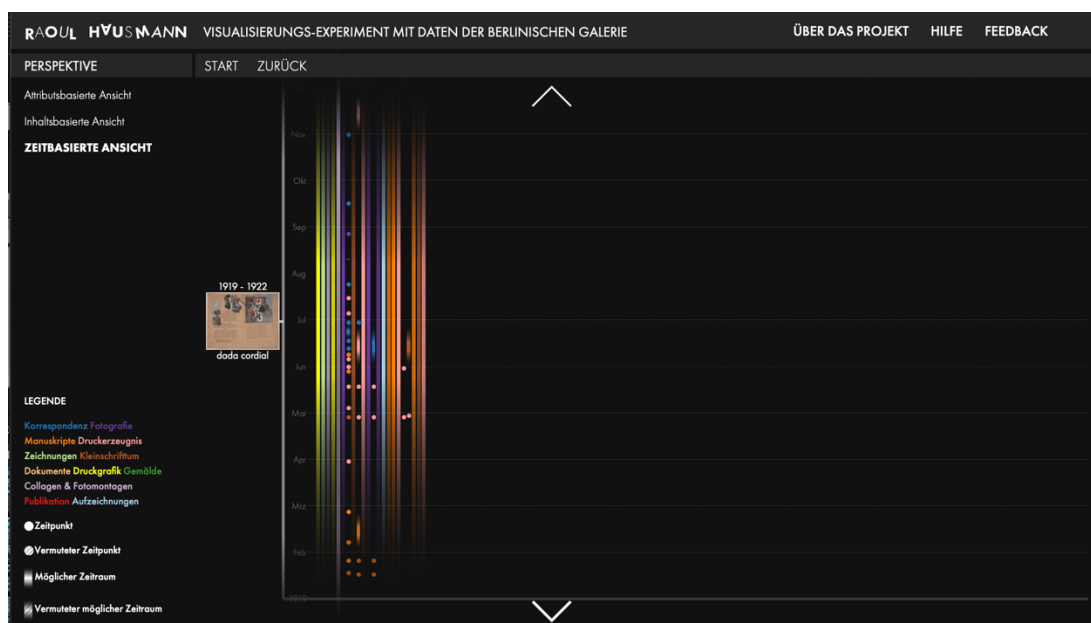 RAOUL HAUSMANN VISUALISIERUNGS-EXPERIMENT MIT DATEN DER BERLINISCHEN GALERIE ÜBER DAS PROJEKT HILFE FEEDBACK
PERSPEKTIVE START ZURÜCK
Attributsbasierte Ansicht
Inhaltsbasierte Ansicht
ZEITBASIERTE ANSICHT
Nov
Okt
Sep
Aug
1919 - 1922
Jul
dada cordial
Jun
Mai
Apr
Mrz
Feb
1919
LEGENDE
Korrespondenz Fotografie
Manuskripte Druckerzeugnis
Zeichnungen Kleinschrifttum
Dokumente Druckgrafik Gemälde
Collagen & Fotomontagen
Publikation Aufzeichnungen
Zeitpunkt
Vermuteter Zeitpunkt
Möglicher Zeitraum
Vermuteter möglicher Zeitraum